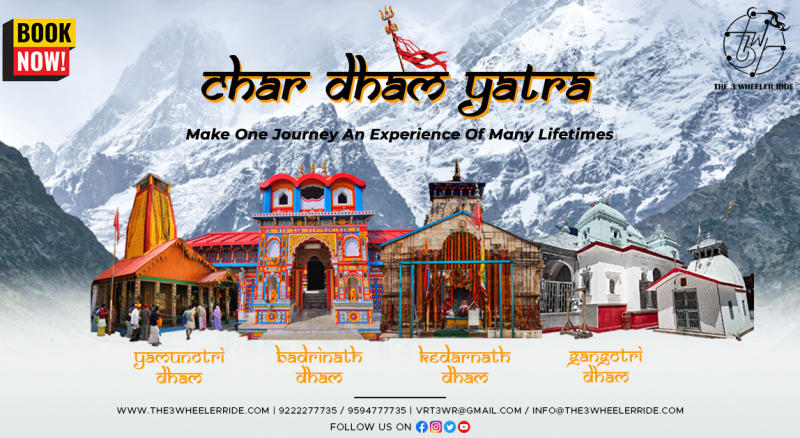 BOOK
NOW!
3W
THE 3 WHEELER RIDE
char dham yatra
Make One Journey An Experience Of Many Lifetimes
yamunotri
dham
badrinath
dham
kedarnath
dham
gangotri
dham
WWW.THE3WHEELERRIDE.COM | 9222277735 / 9594777735 | VRT3WR@GMAIL.COM / INFO@THE3WHEELERRIDE.COM
FOLLOW US ON